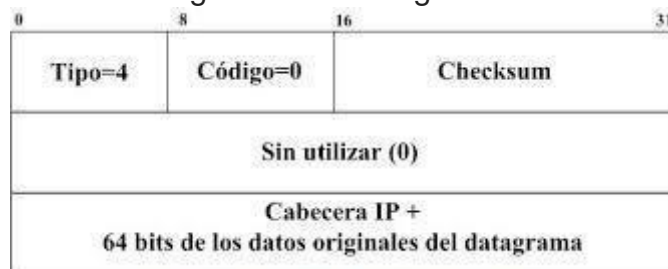 0 8 16 31
Tipo=4 Código=0 Checksum
Sin utilizar (0)
Cabecera IP +
64 bits de los datos originales del datagrama